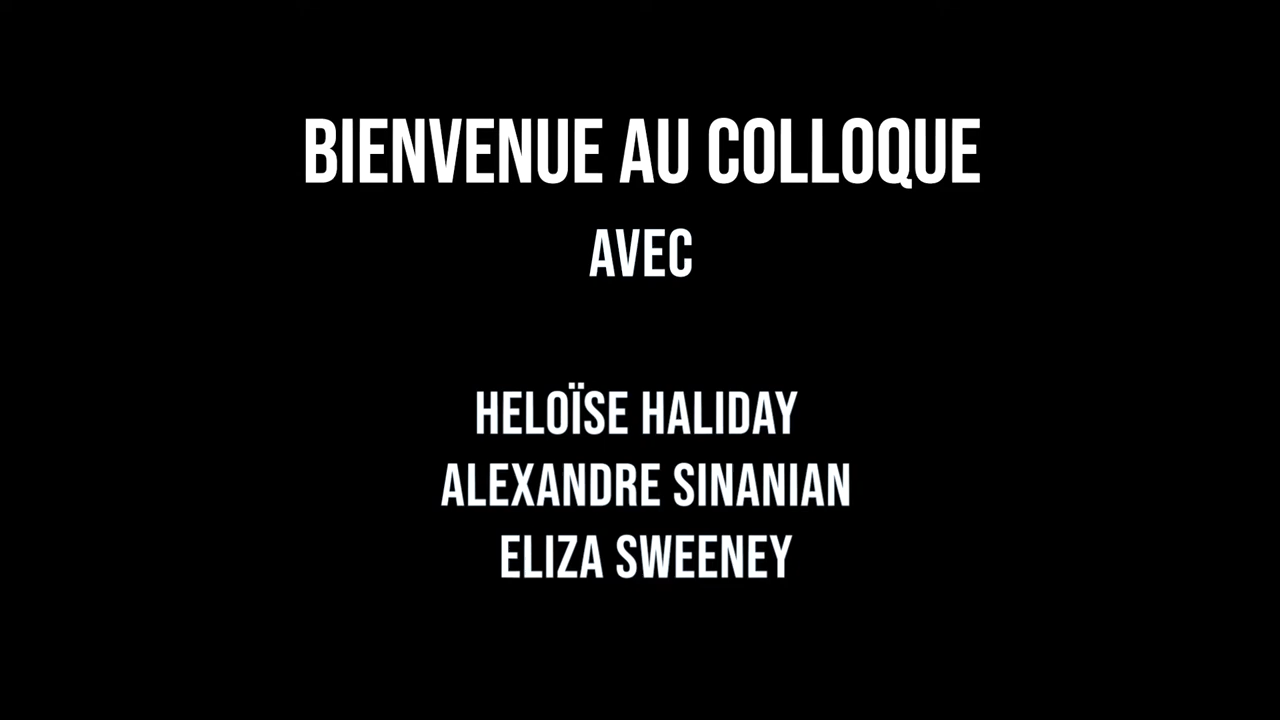 BIENVENUE AU COLLOQUE
AVEC
HELOÏSE HALIDAY
ALEXANDRE SINANIAN
ELIZA SWEENEY